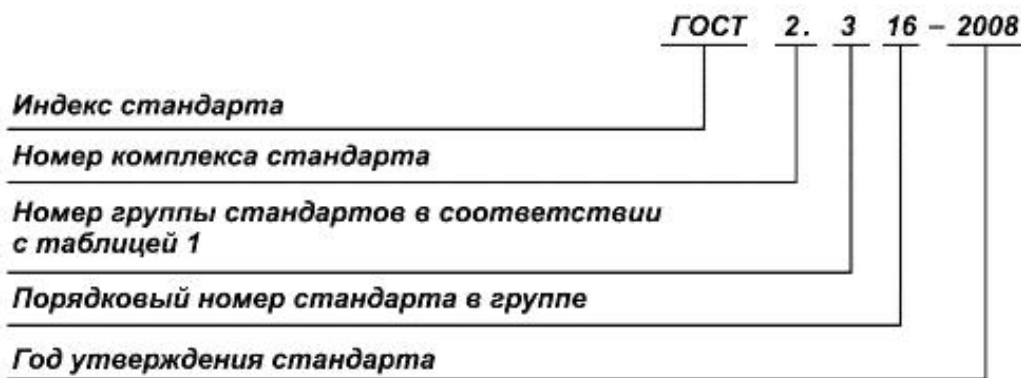 ГОСТ 2. 3 16 – 2008
Индекс стандарта
Номер комплекса стандарта
Номер группы стандартов в соответствии
с таблицей 1
Порядковый номер стандарта в группе
Год утверждения стандарта